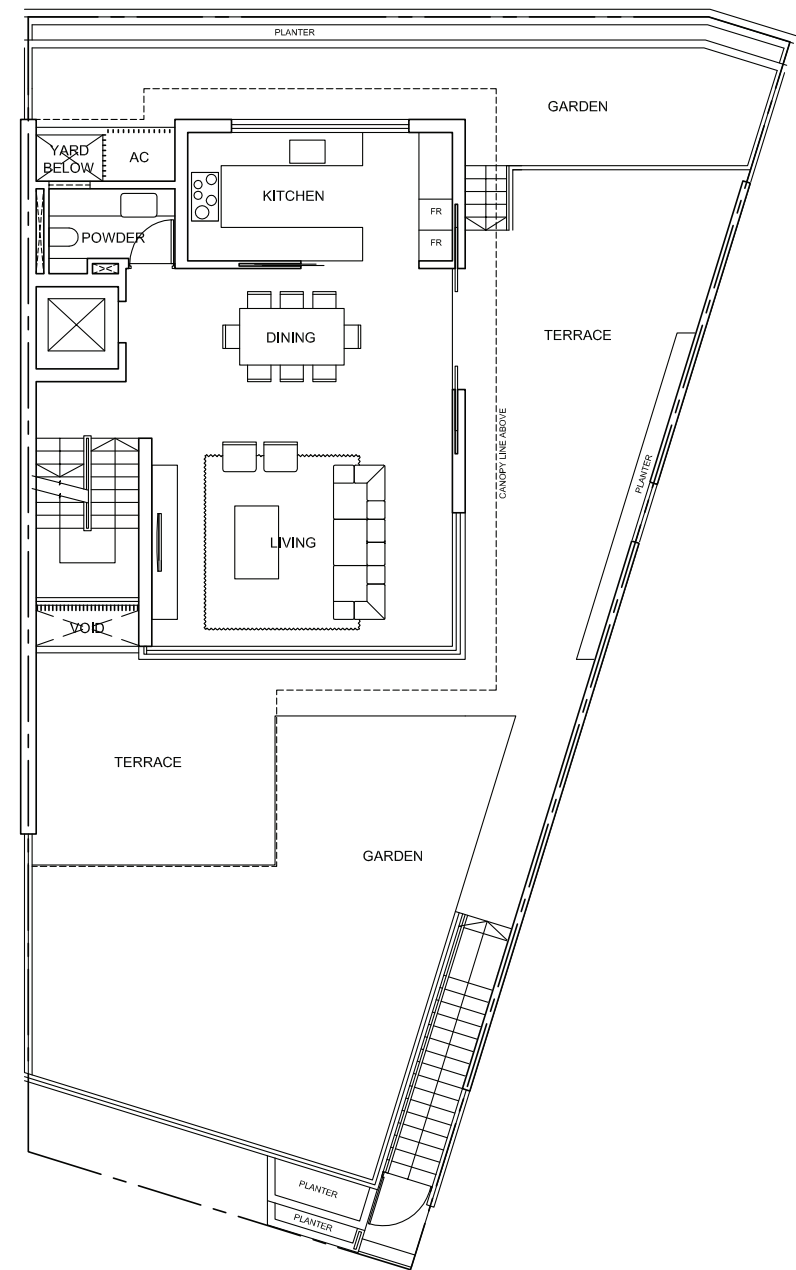 PLANTER
GARDEN
YARD
BELOW
AC
KITCHEN
FR
POWDER
FR
><
DINING
TERRACE
CANOPY LINE ABOVE
PLANTER
LIVING
VOID
TERRACE
GARDEN
PLANTER
PLANTER